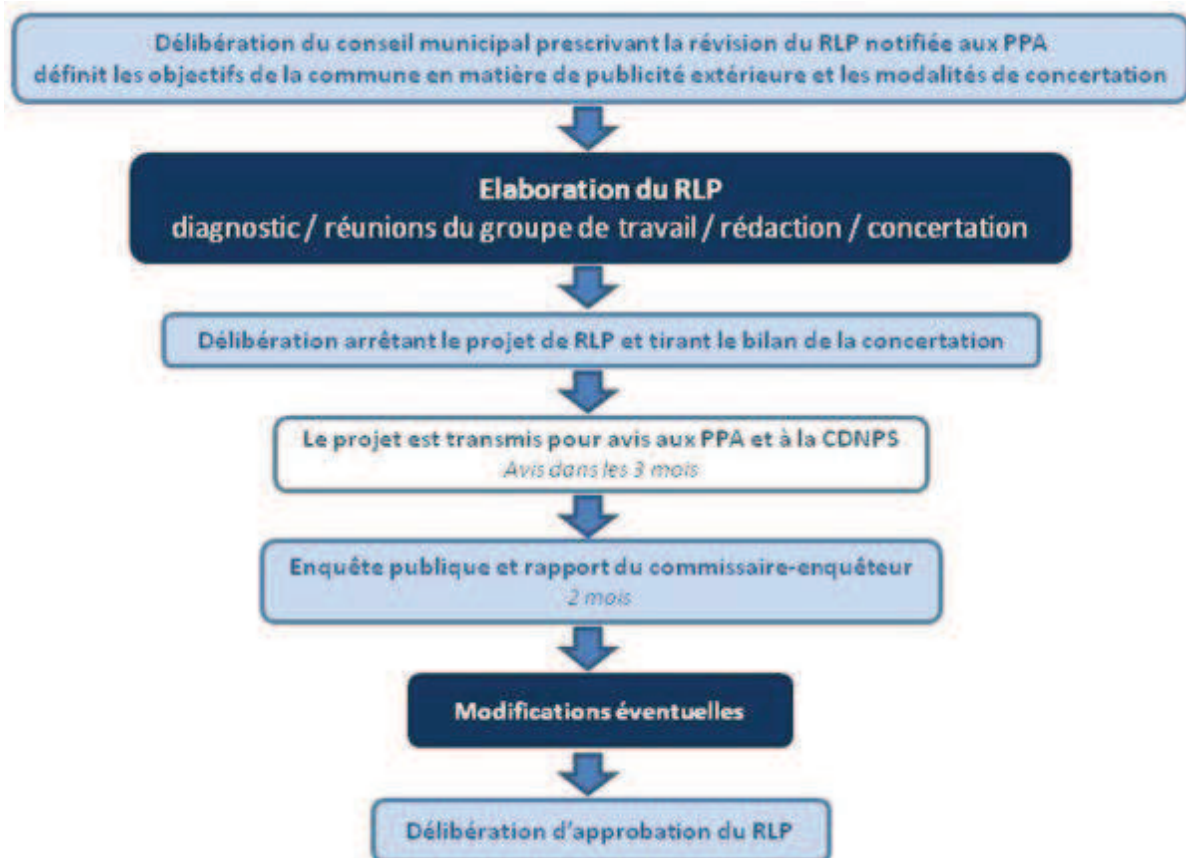 Délibération du conseil municipal prescrivant la révision du RLP notifiée aux PPA
définit les objectifs de la commune en matière de publicité extérieure et les modalités de concertation
Elaboration du RLP
diagnostic / réunions du groupe de travail / rédaction / concertation
Délibération arrêtant le projet de RLP et tirant le bilan de la concertation
Le projet est transmis pour avis aux PPA et à la CDNPS
Avis dans les 3 mois
Enquête publique et rapport du commissaire-enquêteur
2 mois
Modifications éventuelles
Délibération d'approbation du RLP